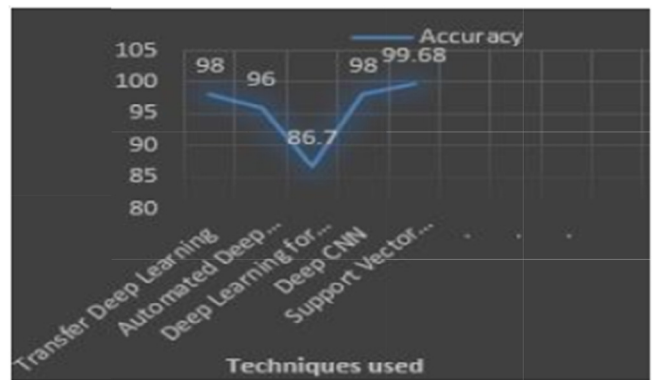 Accuracy
105
100
95
90
85
80
98
96
86.7
98
99.68
Transfer Deep Learning
Automated Deep...
Deep Learning for...
Deep CNN
Support Vector...
. . .
Techniques used